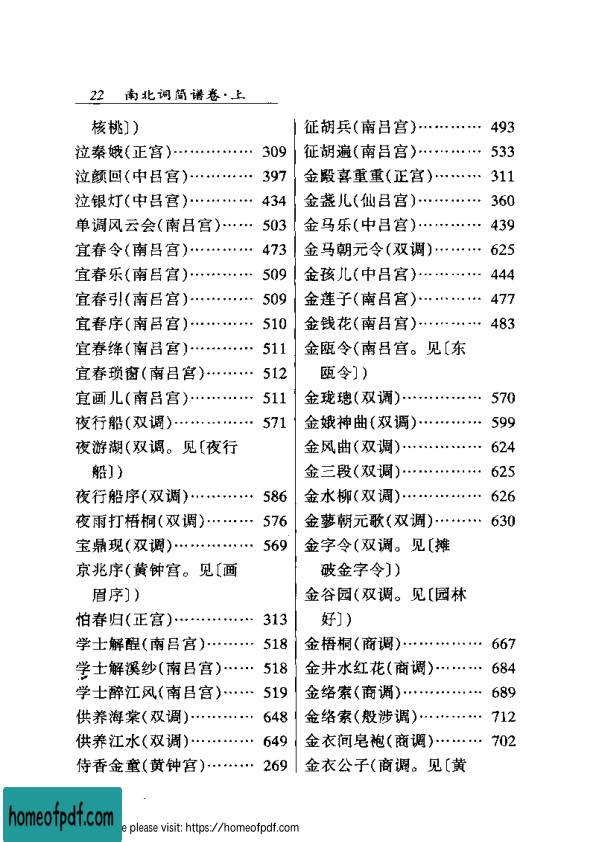 22 南北词简谱卷·上
核桃〕)
泣秦娥(正宫)…………… 309
泣颜回(中吕宫)………… 397
泣银灯(中吕宫)………… 434
单调风云会(南吕宫)…… 503
宜春令(南吕宫)………… 473
宜春乐(南吕宫)………… 509
宜春引(南吕宫)………… 509
宜春序(南吕宫)………… 510
宜春绛(南吕宫)………… 511
宜春琐窗(南吕宫)……… 512
宜画儿(南吕宫)………… 511
夜行船(双调)…………… 571
夜游湖(双调。见〔夜行
船〕)
夜行船序(双调)………… 586
夜雨打梧桐(双调)……… 576
宝鼎现(双调)…………… 569
京兆序(黄钟宫。见〔画
眉序〕)
怕春归(正宫)…………… 313
学士解酲(南吕宫)……… 518
学士解溪纱(南吕宫)…… 518
学士醉江风(南吕宫)…… 519
供养海棠(双调)………… 648
供养江水(双调)………… 649
侍香金童(黄钟宫)……… 269
征胡兵(南吕宫)………… 493
征胡遍(南吕宫)………… 533
金殿喜重重(正宫)……… 311
金盏儿(仙吕宫)………… 360
金马乐(中吕宫)………… 439
金马朝元令(双调)……… 625
金孩儿(中吕宫)………… 444
金莲子(南吕宫)………… 477
金钱花(南吕宫)………… 483
金瓯令(南吕宫。见〔东
瓯令〕)
金珑璁(双调)…………… 570
金娥神曲(双调)………… 599
金风曲(双调)…………… 624
金三段(双调)…………… 625
金水柳(双调)…………… 626
金蓼朝元歌(双调)……… 630
金字令(双调。见〔摊
破金字令〕)
金谷园(双调。见〔园林
好〕)
金梧桐(商调)…………… 667
金井水红花(商调)……… 684
金络索(商调)…………… 689
金络索(般涉调)………… 712
金衣间皂袍(商调)……… 702
金衣公子(商调。见〔黄
homeofpdf.com
e please visit: https://homeofpdf.com